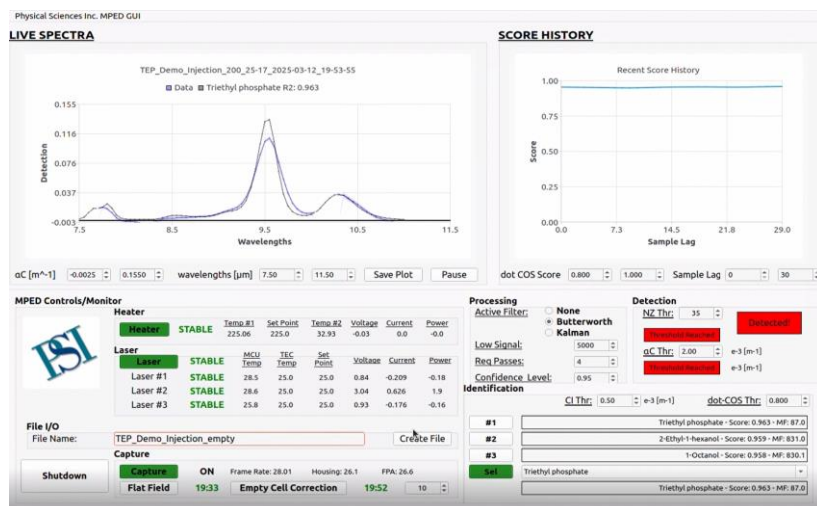 Physical Sciences Inc. MPED GUI
LIVE SPECTRA
TEP_Demo_Injection_200_25-17_2025-03-12_19-53-55
Data Triethyl phosphate R2: 0.963
0.155
0.116
0.076
0.037
-0.003
Detection
7.5 8.5 9.5 10.5 11.5
Wavelengths
αC [m^-1] -0.0025 0.1550 wavelengths [μm] 7.50 11.50 Save Plot Pause
SCORE HISTORY
Recent Score History
1.00
0.75
0.50
0.25
0.00
Score
0.0 7.3 14.5 21.8 29.0
Sample Lag
dot COS Score 0.800 1.000 Sample Lag 0 30
MPED Controls/Monitor
PSI
Heater
Temp #1 Set Point Temp #2 Voltage Current Power
Heater STABLE 225.06 225.0 32.93 -0.03 0.0 -0.0
Laser
MCU Temp TEC Temp Set Point Voltage Current Power
Laser STABLE
Laser #1 STABLE 28.5 25.0 25.0 0.84 -0.209 -0.18
Laser #2 STABLE 28.6 25.0 25.0 3.04 0.626 1.9
Laser #3 STABLE 25.8 25.0 25.0 0.93 -0.176 -0.16
File I/O
File Name: TEP_Demo_Injection_empty Create File
Capture
Shutdown
Capture ON Frame Rate: 28.01 Housing: 26.1 FPA: 26.6
Flat Field 19:33 Empty Cell Correction 19:52 10
Processing
Active Filter: None
Butterworth
Kalman
Low Signal: 5000
Req Passes: 4
Confidence Level: 0.95
Detection
NZ Thr: 35 Detected!
Threshold Reached
αC Thr: 2.00 e-3 [m-1]
Threshold Reached e-3 [m-1]
Identification
CI Thr: 0.50 e-3 [m-1] dot-COS Thr: 0.800
#1 Triethyl phosphate - Score: 0.963 - MF: 87.0
#2 2-Ethyl-1-hexanol - Score: 0.959 - MF: 831.0
#3 1-Octanol - Score: 0.958 - MF: 830.1
Sel Triethyl phosphate
Triethyl phosphate - Score: 0.963 - MF: 87.0